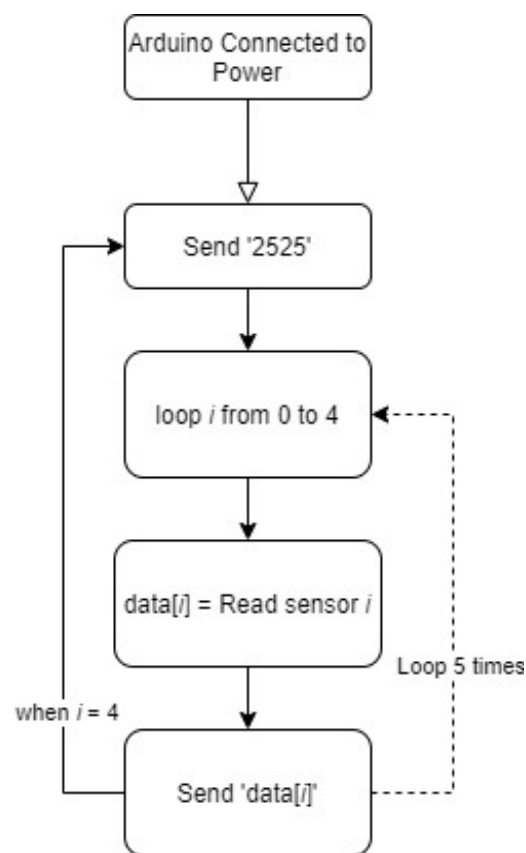 Arduino Connected to
Power
Send '2525'
loop i from 0 to 4
data[i] = Read sensor i
Loop 5 times
when i = 4
Send 'data[i]'